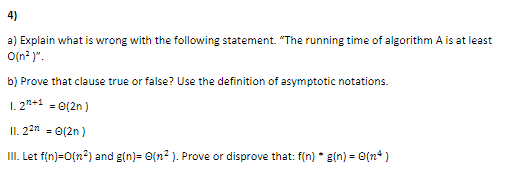 4)
a) Explain what is wrong with the following statement. "The running time of algorithm A is at least
O(n² )".
b) Prove that clause true or false? Use the definition of asymptotic notations.
I. 2ⁿ⁺¹ = Θ(2n )
II. 2²ⁿ = Θ(2n )
III. Let f(n)=O(n²) and g(n)= Θ(n² ). Prove or disprove that: f(n) * g(n) = Θ(n⁴ )